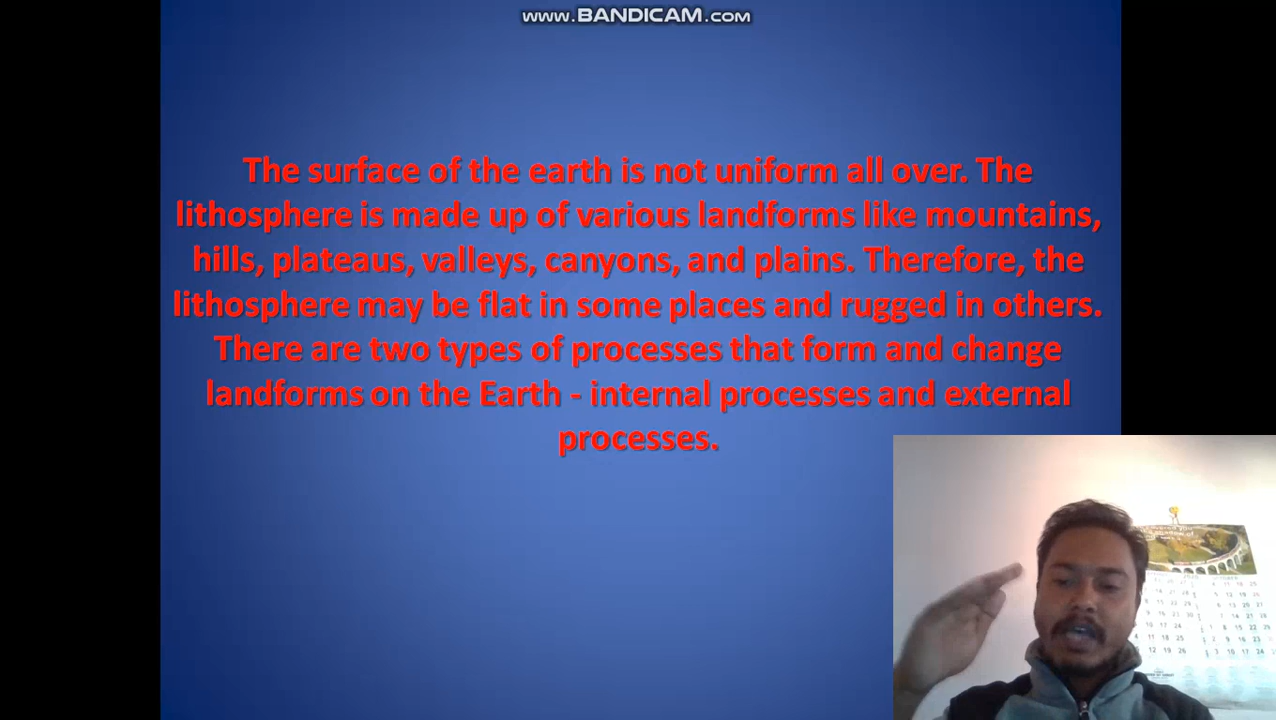 www.BANDICAM.com
The surface of the earth is not uniform all over. The
lithosphere is made up of various landforms like mountains,
hills, plateaus, valleys, canyons, and plains. Therefore, the
lithosphere may be flat in some places and rugged in others.
There are two types of processes that form and change
landforms on the Earth - internal processes and external
processes.